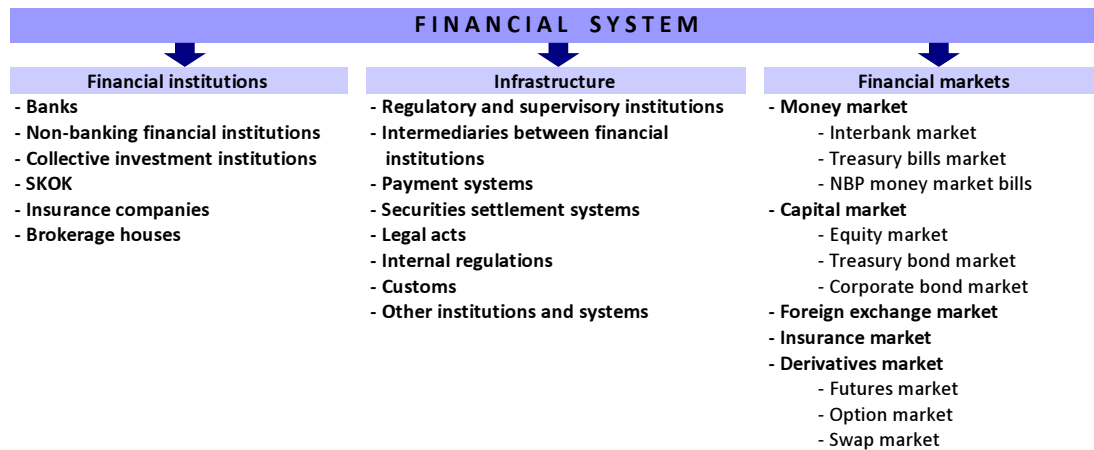 FINANCIAL SYSTEM
Financial institutions
- Banks
- Non-banking financial institutions
- Collective investment institutions
- SKOK
- Insurance companies
- Brokerage houses
Infrastructure
- Regulatory and supervisory institutions
- Intermediaries between financial
institutions
- Payment systems
- Securities settlement systems
- Legal acts
- Internal regulations
- Customs
- Other institutions and systems
Financial markets
- Money market
- Interbank market
- Treasury bills market
- NBP money market bills
- Capital market
- Equity market
- Treasury bond market
- Corporate bond market
- Foreign exchange market
- Insurance market
- Derivatives market
- Futures market
- Option market
- Swap market